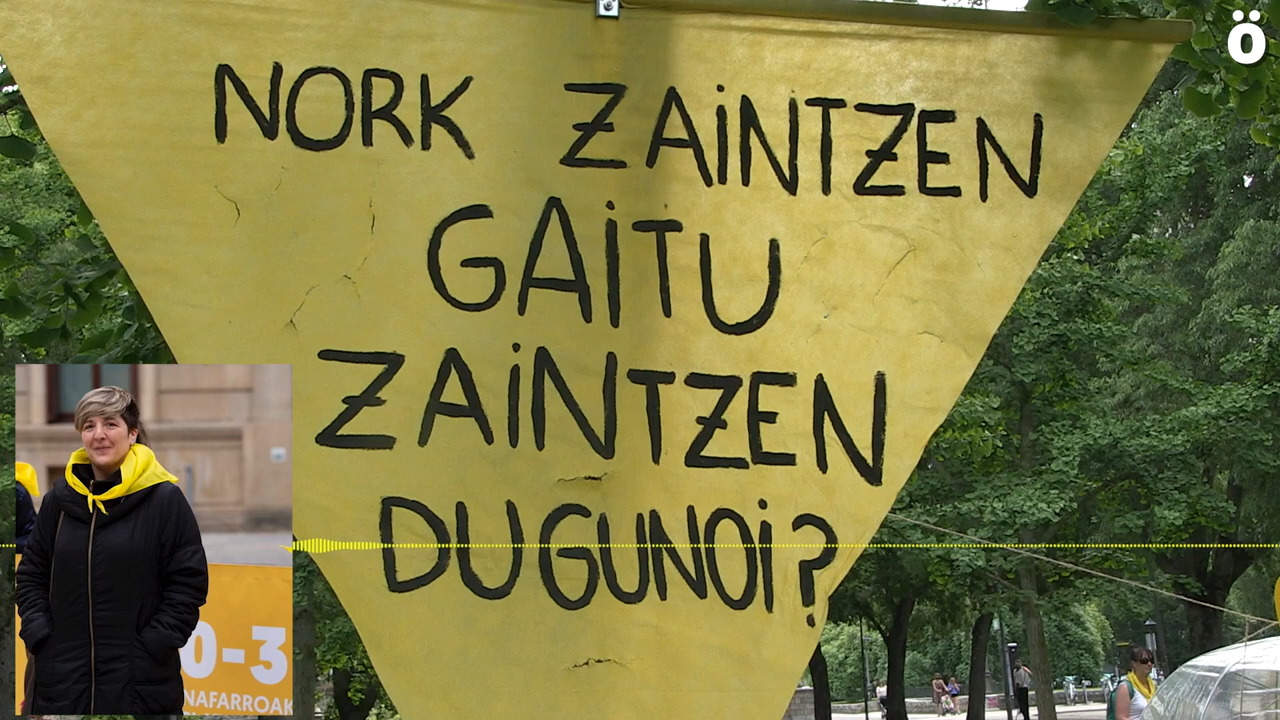 ö
NORK ZAiNTZEN
GAiTU
ZAiNTZEN
DUGUNOi?
0-3
NAFARROAK